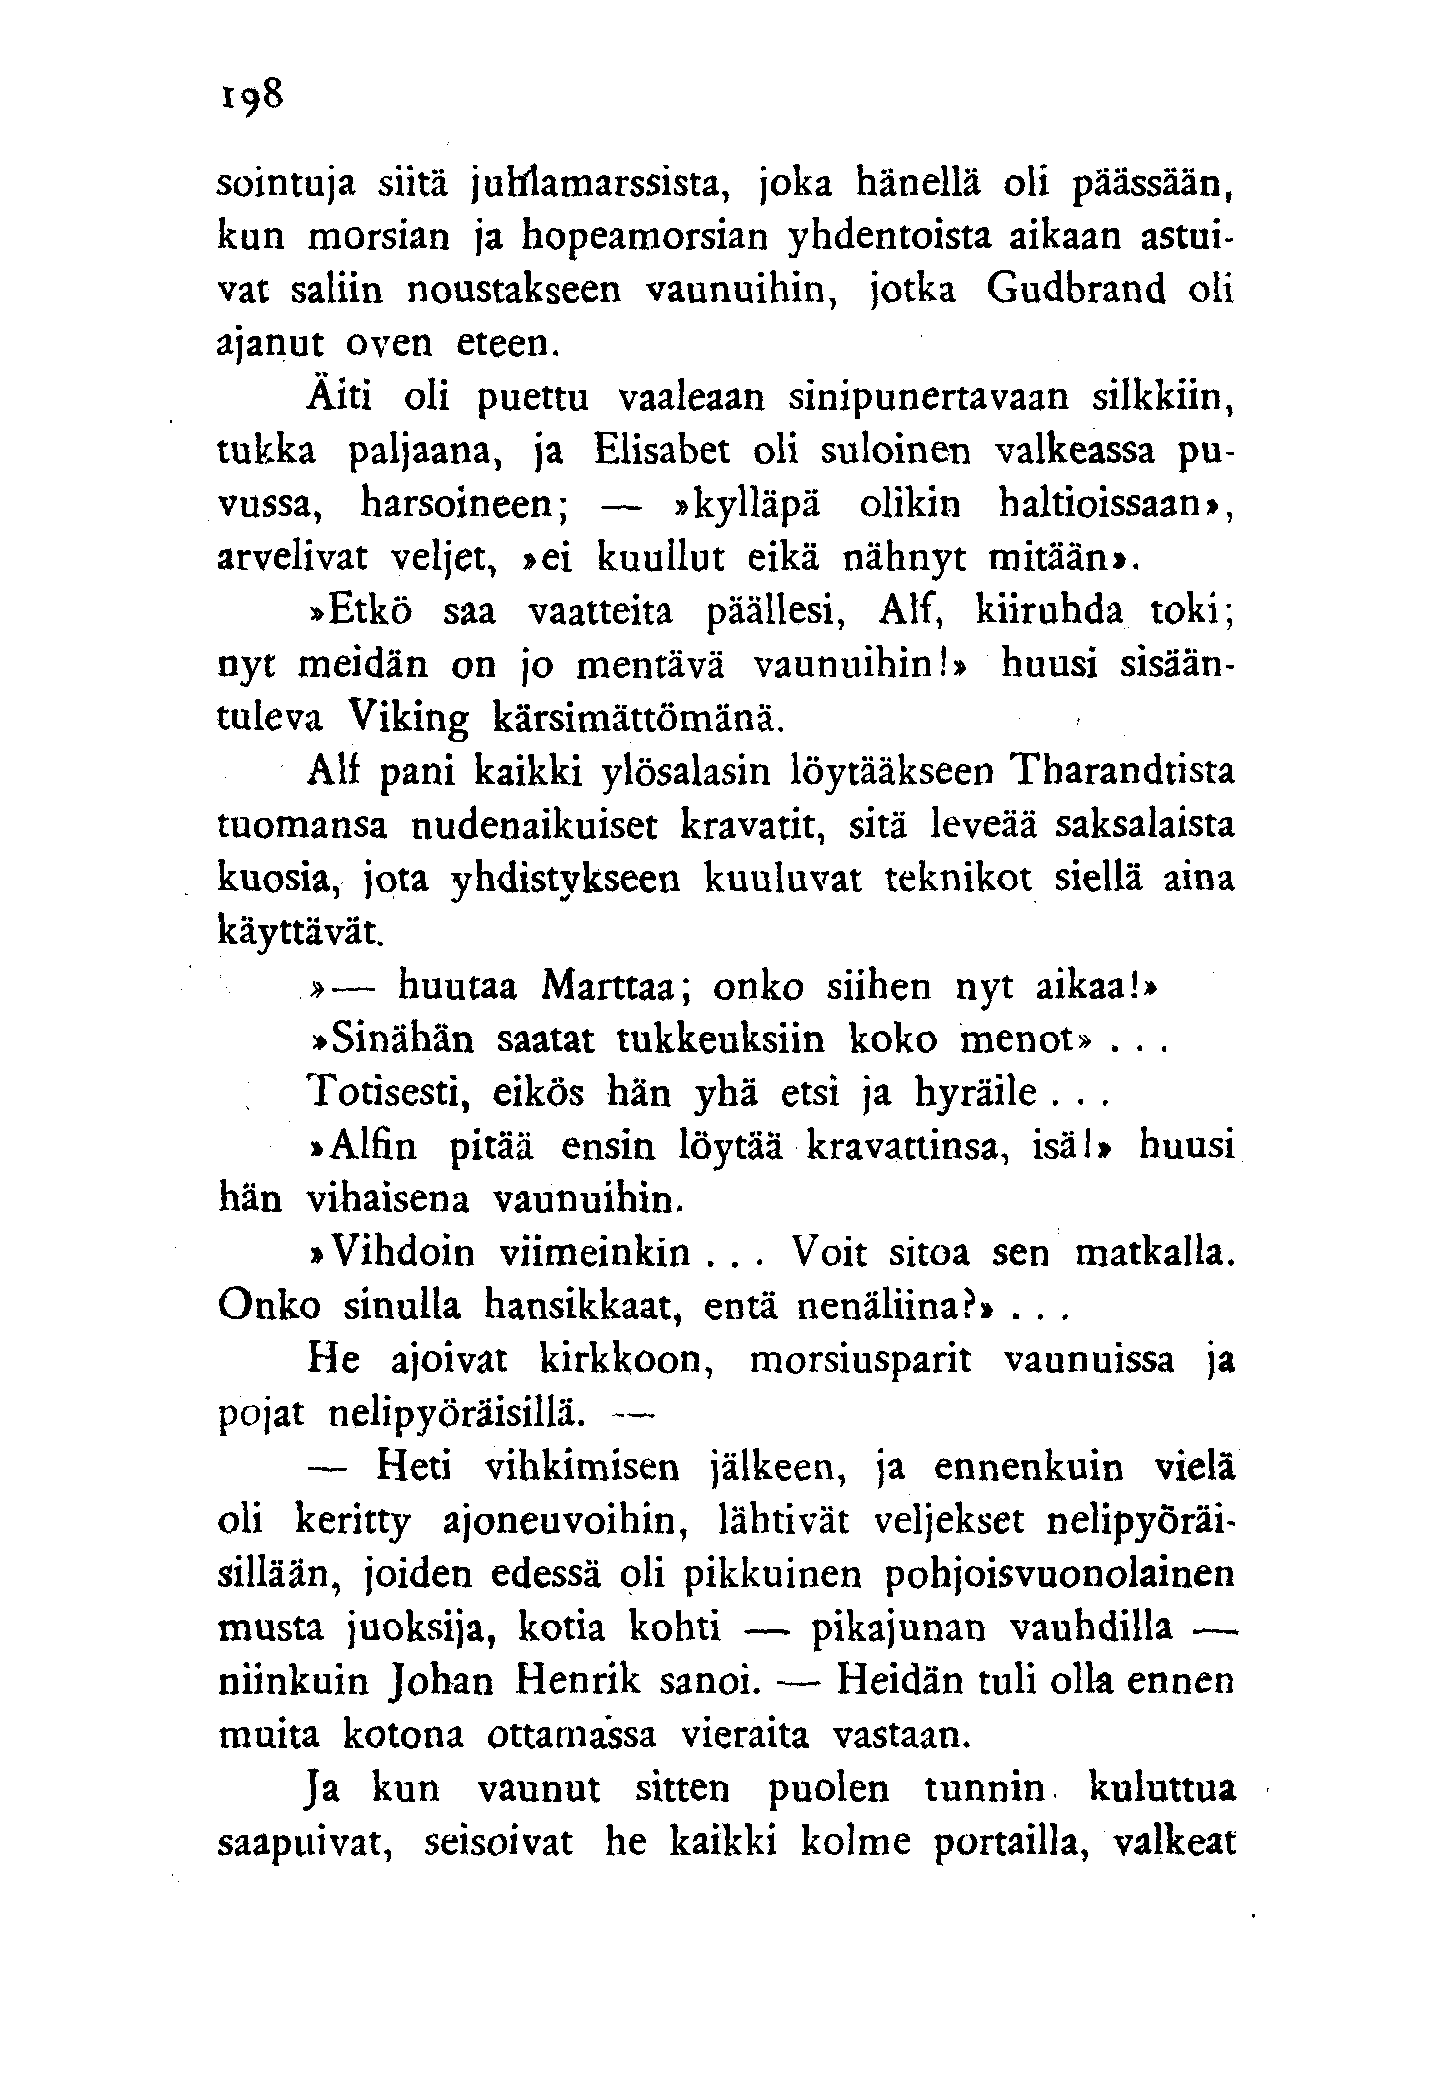 198
sointuja siitä juhlamarssista, joka hänellä oli päässään,
kun morsian ja hopeamorsian yhdentoista aikaan astui-
vat saliin noustakseen vaunuihin, jotka Gudbrand oli
ajanut oven eteen.
Äiti oli puettu vaaleaan sinipunertavaan silkkiin,
tukka paljaana, ja Elisabet oli suloinen valkeassa pu-
vussa, harsoineen; — »kylläpä olikin haltioissaan»,
arvelivat veljet, »ei kuullut eikä nähnyt mitään».
»Etkö saa vaatteita päällesi, Alf, kiiruhda toki;
nyt meidän on jo mentävä vaunuihin!» huusi sisään-
tuleva Viking kärsimättömänä.
Alf pani kaikki ylösalasin löytääkseen Tharandtista
tuomansa nudenaikuiset kravatit, sitä leveää saksalaista
kuosia, jota yhdistykseen kuuluvat teknikot siellä aina
käyttävät.
»— huutaa Marttaa; onko siihen nyt aikaa!»
»Sinähän saatat tukkeuksiin koko menot» . . .
Totisesti, eikös hän yhä etsi ja hyräile . . .
»Alfin pitää ensin löytää kravattinsa, isä!» huusi
hän vihaisena vaunuihin.
»Vihdoin viimeinkin . . . Voit sitoa sen matkalla.
Onko sinulla hansikkaat, entä nenäliina?» . . .
He ajoivat kirkkoon, morsiusparit vaunuissa ja
pojat nelipyöräisillä. —
— Heti vihkimisen jälkeen, ja ennenkuin vielä
oli keritty ajoneuvoihin, lähtivät veljekset nelipyöräi-
sillään, joiden edessä oli pikkuinen pohjoisvuonolainen
musta juoksija, kotia kohti — pikajunan vauhdilla —
niinkuin Johan Henrik sanoi. — Heidän tuli olla ennen
muita kotona ottamassa vieraita vastaan.
Ja kun vaunut sitten puolen tunnin kuluttua
saapuivat, seisoivat he kaikki kolme portailla, valkeat